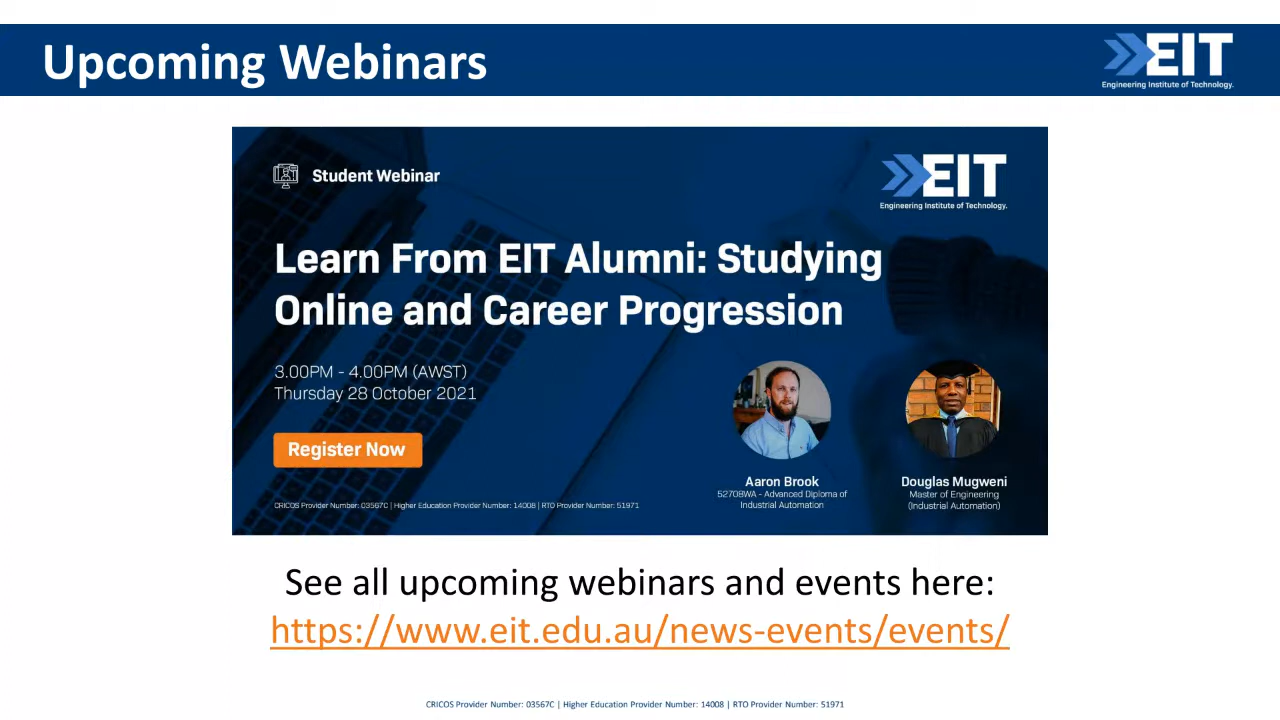 Upcoming Webinars
EIT
Engineering Institute of Technology.
Student Webinar
EIT
Engineering Institute of Technology.
Learn From EIT Alumni: Studying
Online and Career Progression
3.00PM - 4.00PM (AWST)
Thursday 28 October 2021
Register Now
Aaron Brook
52708WA - Advanced Diploma of
Industrial Automation
Douglas Mugweni
Master of Engineering
(Industrial Automation)
CRICOS Provider Number: 03567C | Higher Education Provider Number: 14008 | RTO Provider Number: 51971
See all upcoming webinars and events here:
https://www.eit.edu.au/news-events/events/
CRICOS Provider Number: 03567C | Higher Education Provider Number: 14008 | RTO Provider Number: 51971